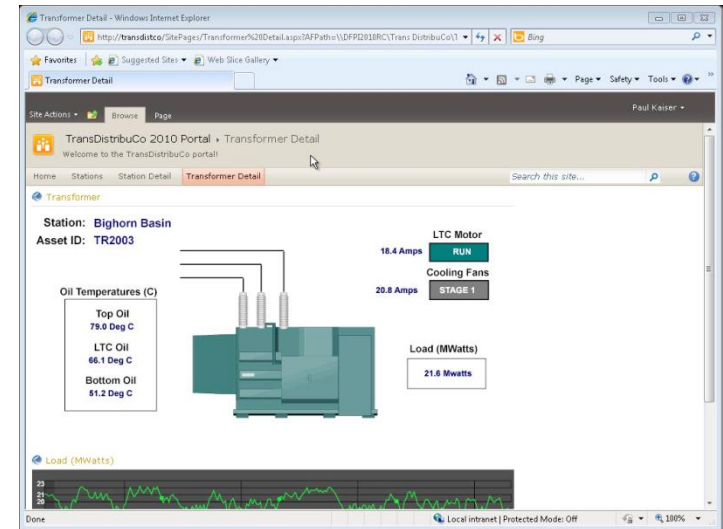 Transformer Detail - Windows Internet Explorer
http://transdistco/SitePages/Transformer%20Detail.aspx?AFPath=\\DFPI2010RC\Trans DistribuCo\T
Bing
Favorites
Suggested Sites
Web Slice Gallery
Transformer Detail
Page
Safety
Tools
Site Actions
Browse
Page
Paul Kaiser
TransDistribuCo 2010 Portal › Transformer Detail
Welcome to the TransDistribuCo portal!
Home
Stations
Station Detail
Transformer Detail
Search this site...
Transformer
Station: Bighorn Basin
Asset ID: TR2003
LTC Motor
18.4 Amps RUN
Cooling Fans
20.8 Amps STAGE 1
Oil Temperatures (C)
Top Oil
79.0 Deg C
LTC Oil
66.1 Deg C
Bottom Oil
51.2 Deg C
Load (MWatts)
21.6 Mwatts
Load (MWatts)
23
21
20
Done
Local intranet | Protected Mode: Off
100%